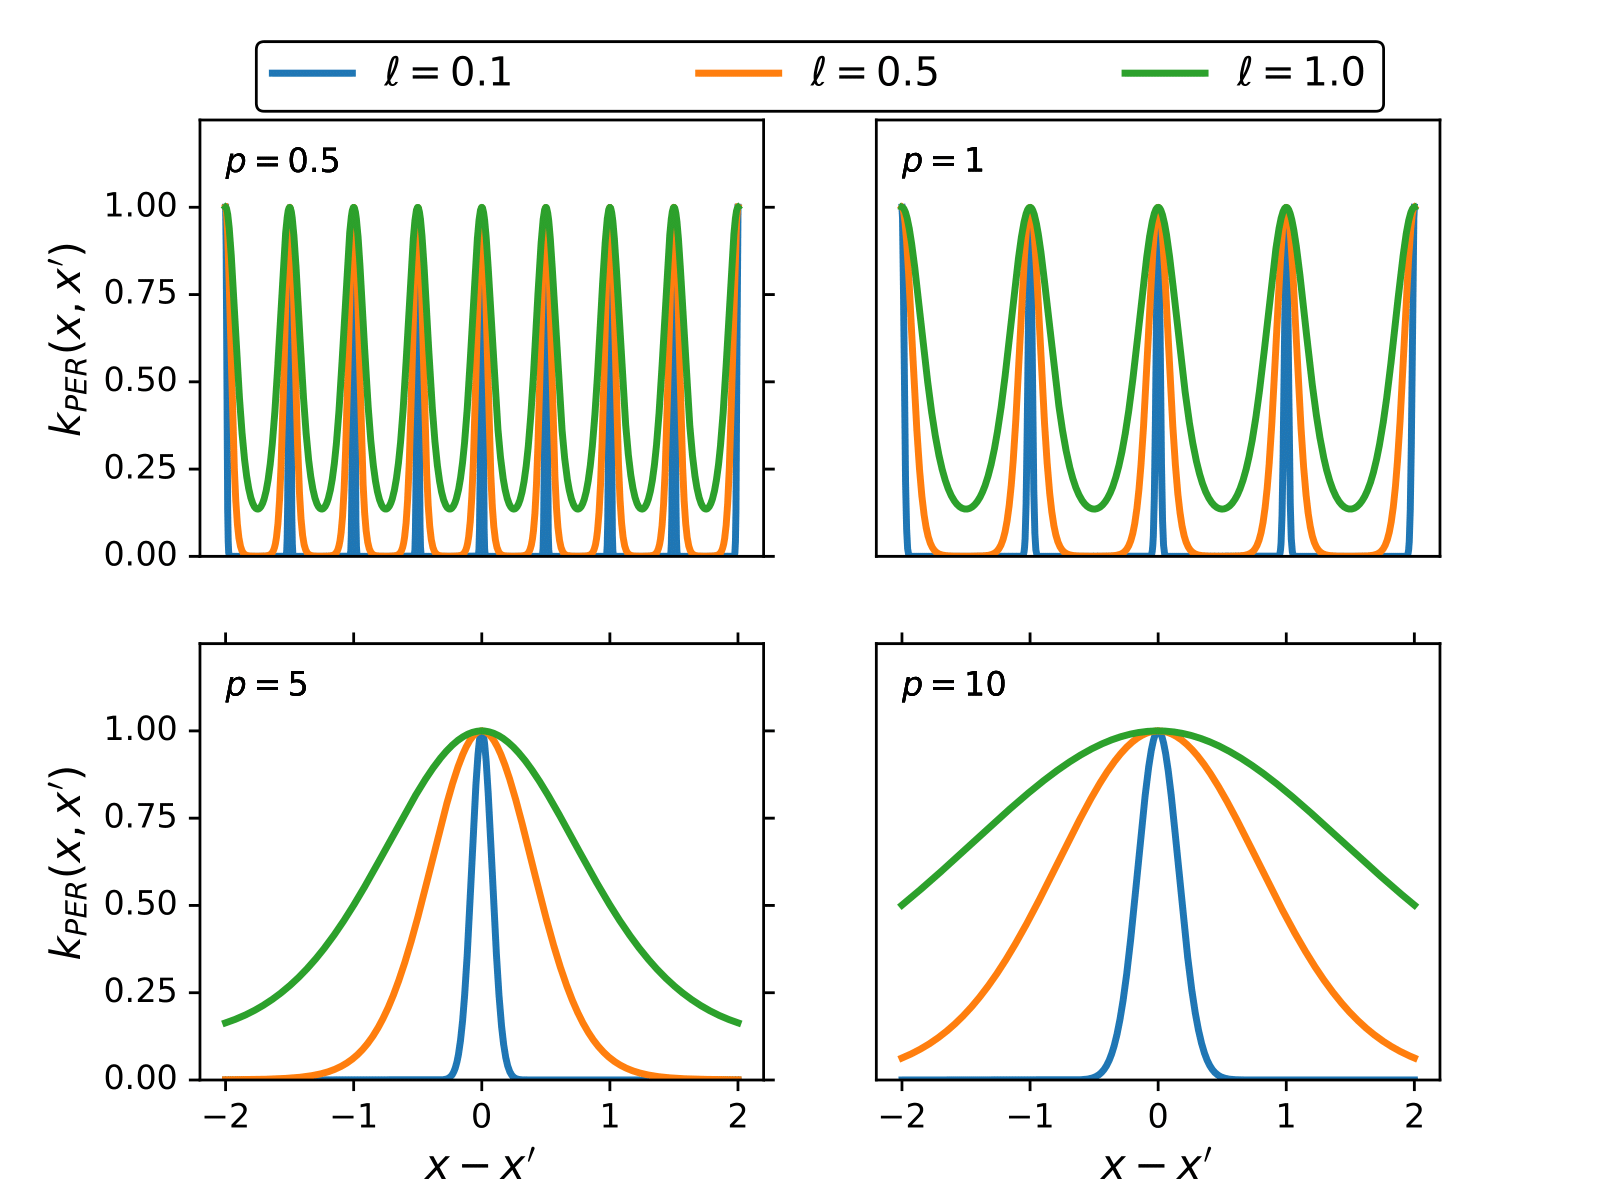 ℓ = 0.1 ℓ = 0.5 ℓ = 1.0
p = 0.5
p = 1
1.00
0.75
0.50
0.25
0.00
k_PER(x, x′)
p = 5
p = 10
1.00
0.75
0.50
0.25
0.00
k_PER(x, x′)
−2 −1 0 1 2
−2 −1 0 1 2
x − x′
x − x′